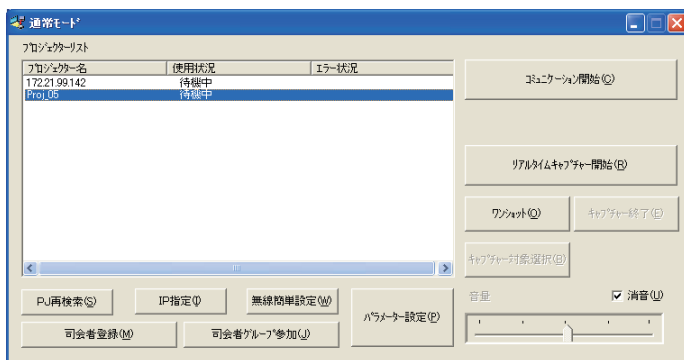 通常モード
プロジェクターリスト
プロジェクター名 使用状況 エラー状況
172.21.99.142 待機中
Proj_05 待機中
コミュニケーション開始(C)
リアルタイムキャプチャー開始(R)
ワンショット(O) キャプチャー終了(E)
キャプチャー対象選択(B)
PJ再検索(S) IP指定(I) 無線簡単設定(W) パラメーター設定(P)
司会者登録(M) 司会者グループ参加(J)
音量 消音(U)